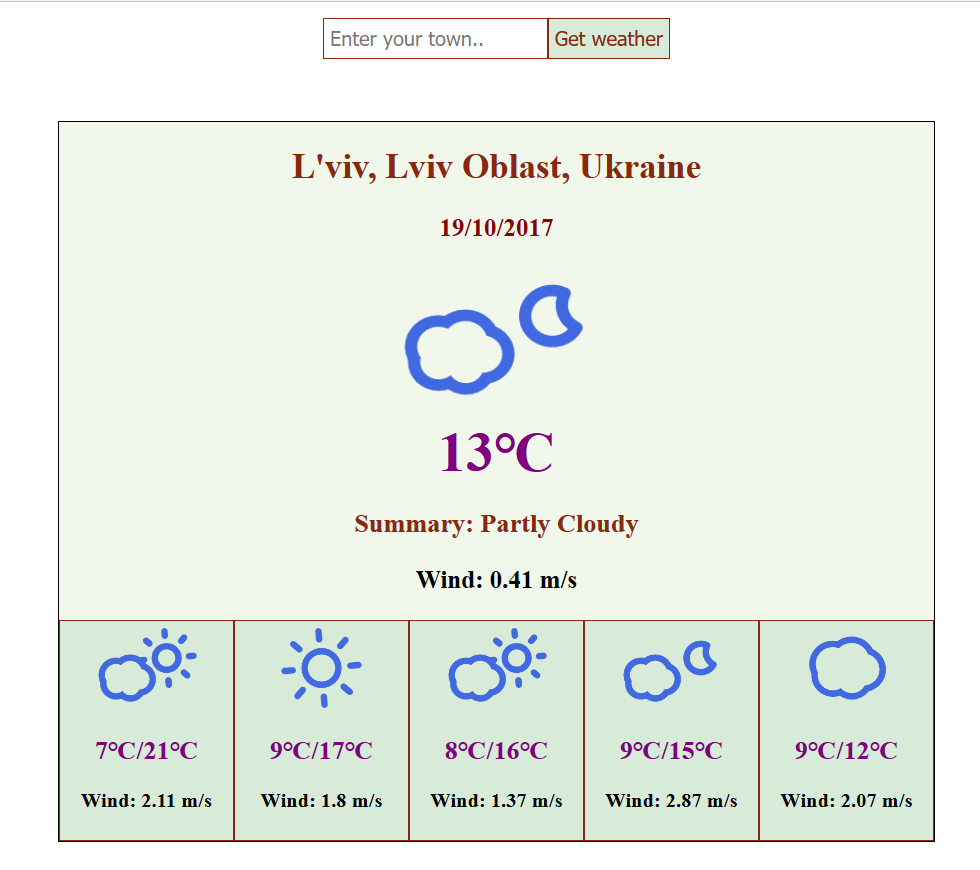 Enter your town.. Get weather
L'viv, Lviv Oblast, Ukraine
19/10/2017
13℃
Summary: Partly Cloudy
Wind: 0.41 m/s
7℃/21℃ 9℃/17℃ 8℃/16℃ 9℃/15℃ 9℃/12℃
Wind: 2.11 m/s Wind: 1.8 m/s Wind: 1.37 m/s Wind: 2.87 m/s Wind: 2.07 m/s